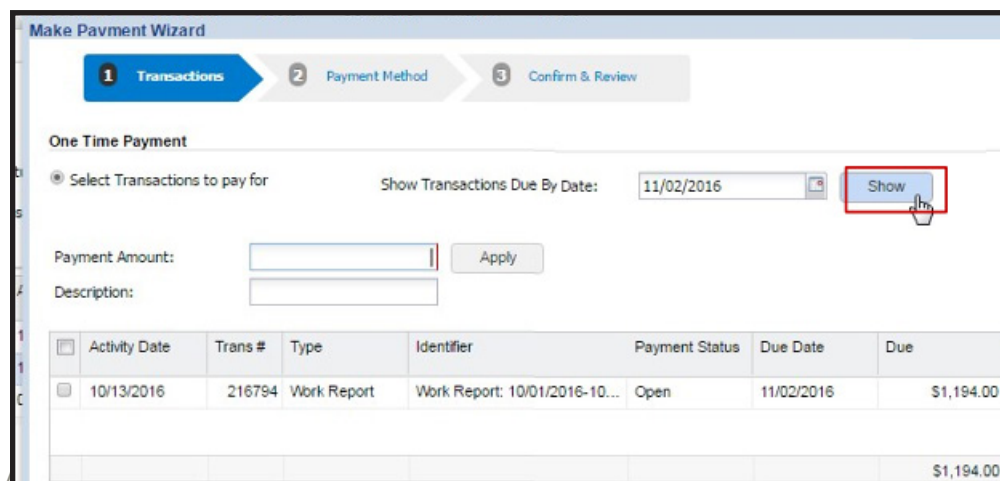 Make Payment Wizard
1 Transactions 2 Payment Method 3 Confirm & Review
One Time Payment
Select Transactions to pay for Show Transactions Due By Date: 11/02/2016 Show
Payment Amount: Apply
Description:
Activity Date Trans # Type Identifier Payment Status Due Date Due
10/13/2016 216794 Work Report Work Report: 10/01/2016-10... Open 11/02/2016 $1,194.00
$1,194.00